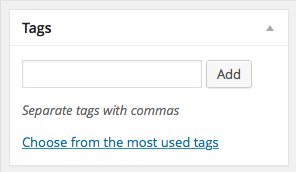 Tags
Add
Separate tags with commas
Choose from the most used tags